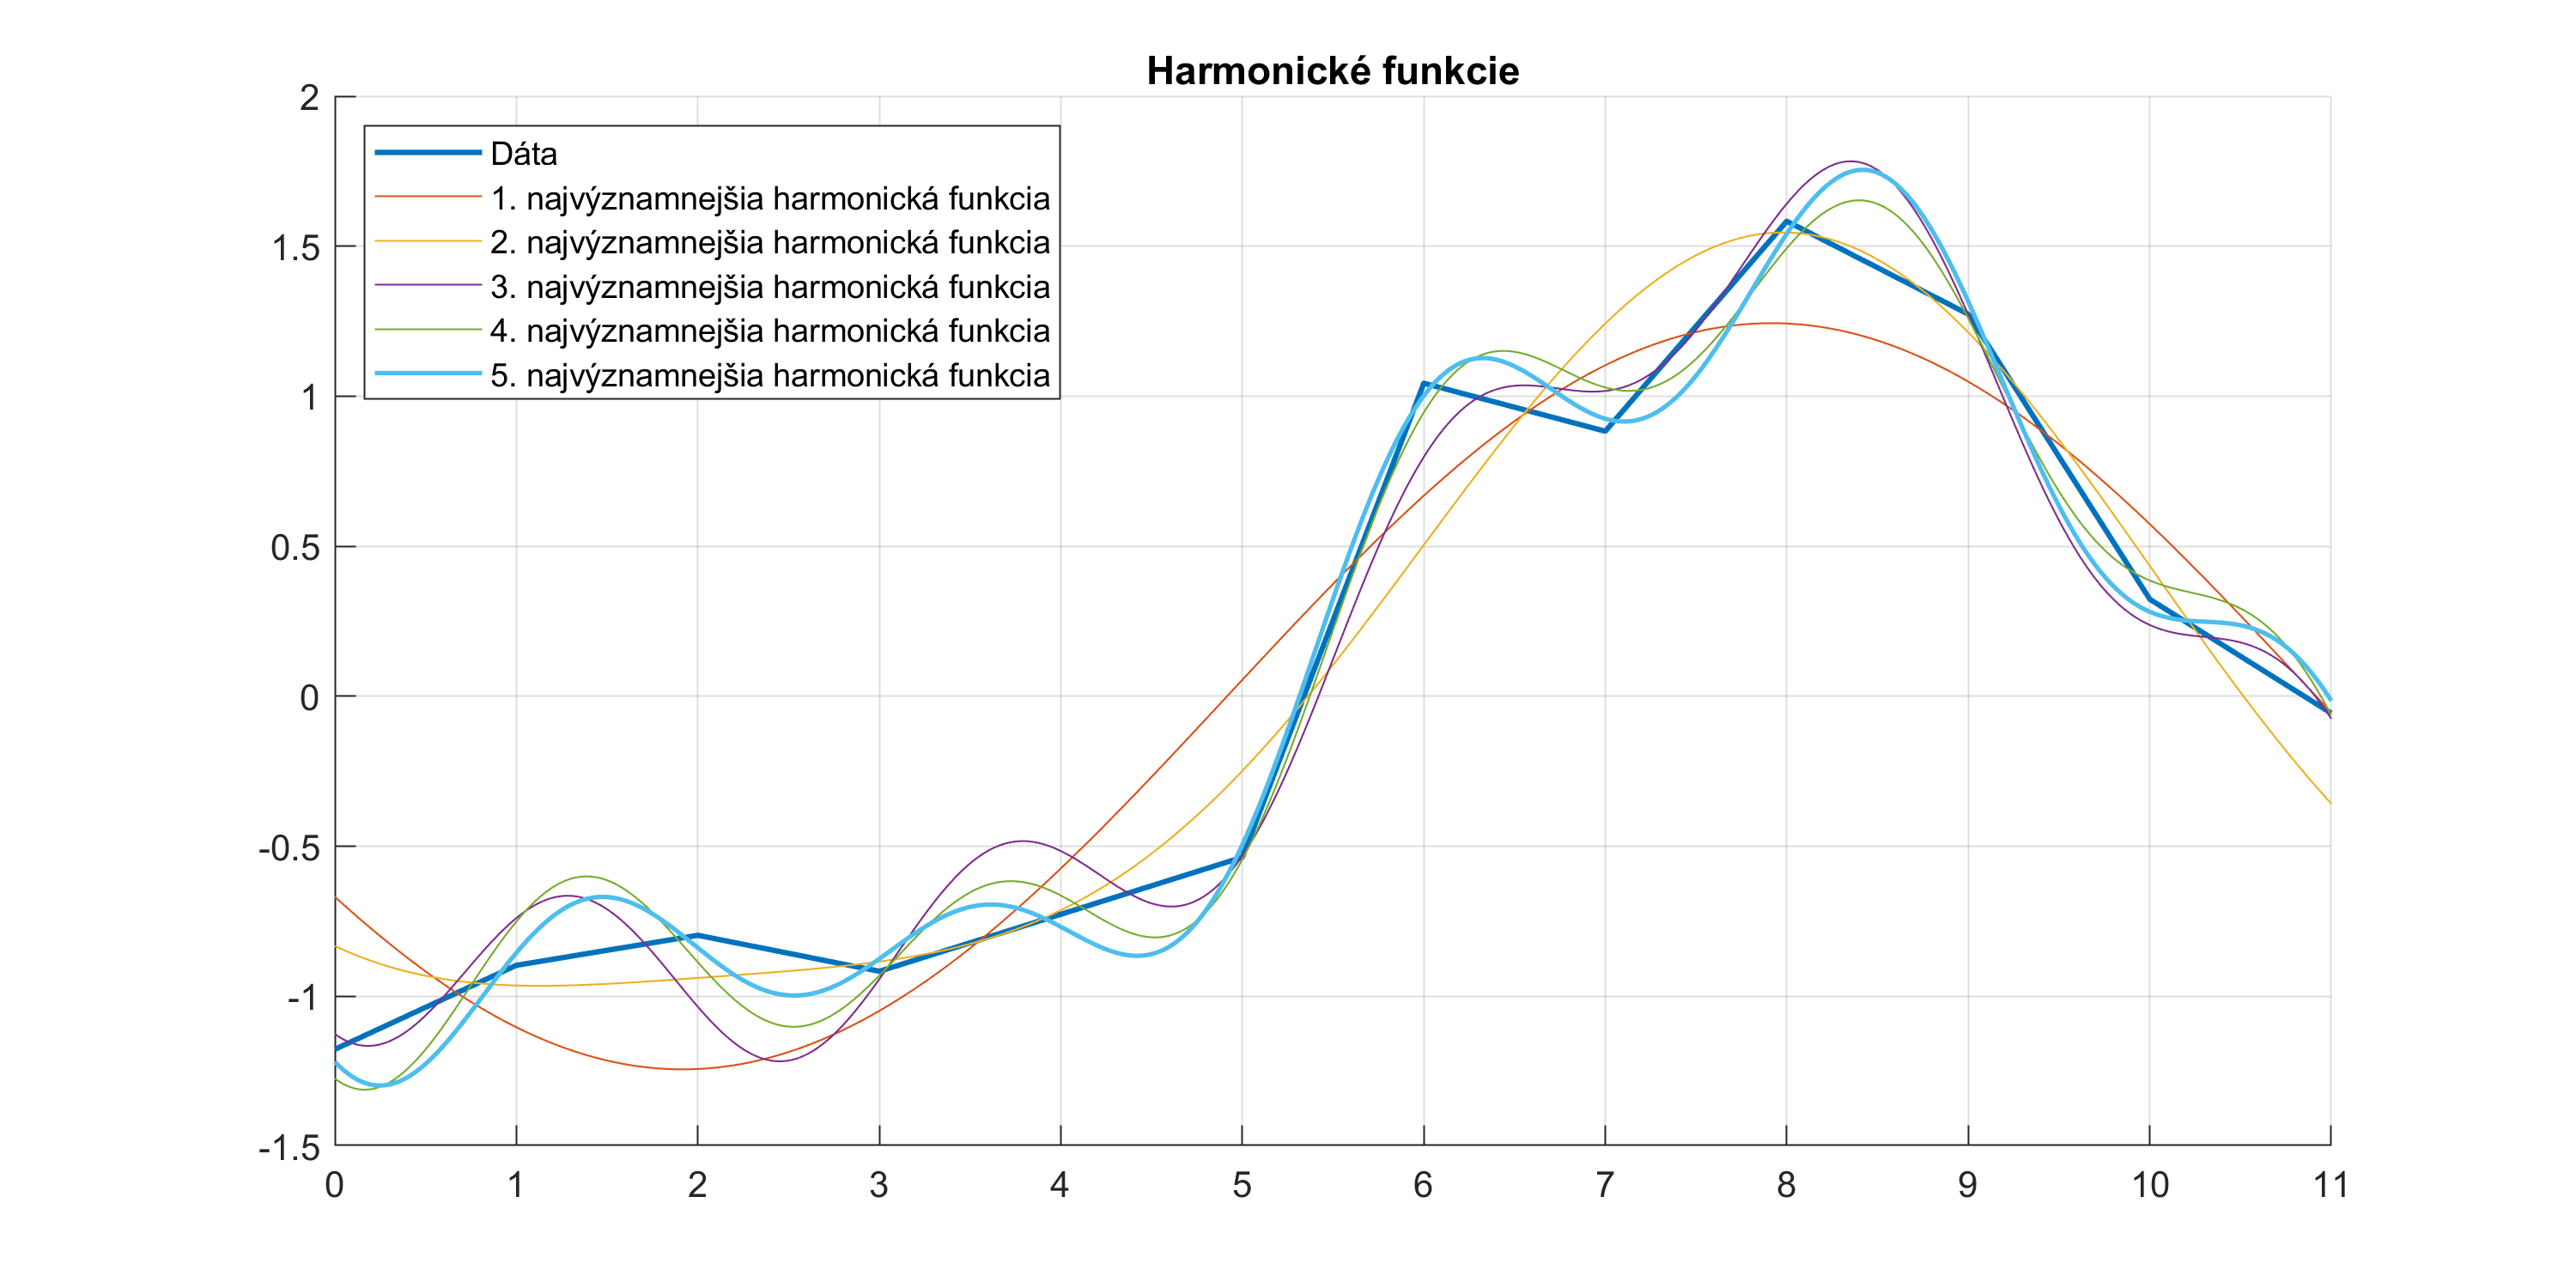 Harmonické funkcie
2
1.5
1
0.5
0
-0.5
-1
-1.5
Dáta
1. najvýznamnejšia harmonická funkcia
2. najvýznamnejšia harmonická funkcia
3. najvýznamnejšia harmonická funkcia
4. najvýznamnejšia harmonická funkcia
5. najvýznamnejšia harmonická funkcia
0 1 2 3 4 5 6 7 8 9 10 11